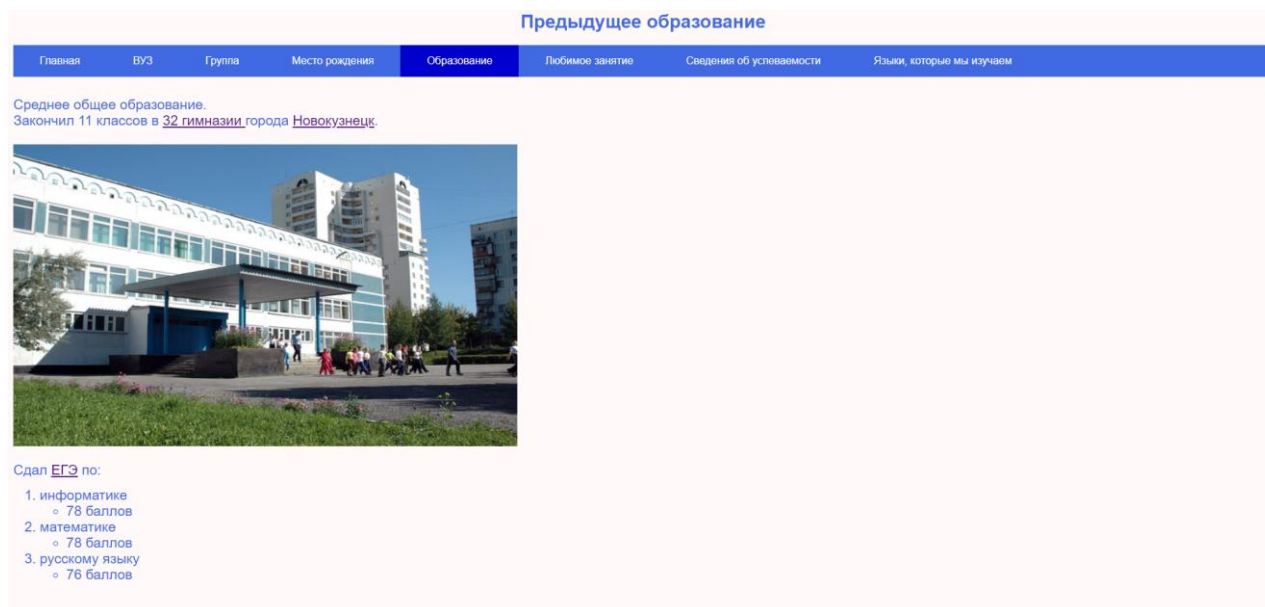 Предыдущее образование
Главная ВУЗ Группа Место рождения Образование Любимое занятие Сведения об успеваемости Языки, которые мы изучаем
Среднее общее образование.
Закончил 11 классов в 32 гимназии города Новокузнецк.
Сдал ЕГЭ по:
1. информатике
◦ 78 баллов
2. математике
◦ 78 баллов
3. русскому языку
◦ 76 баллов